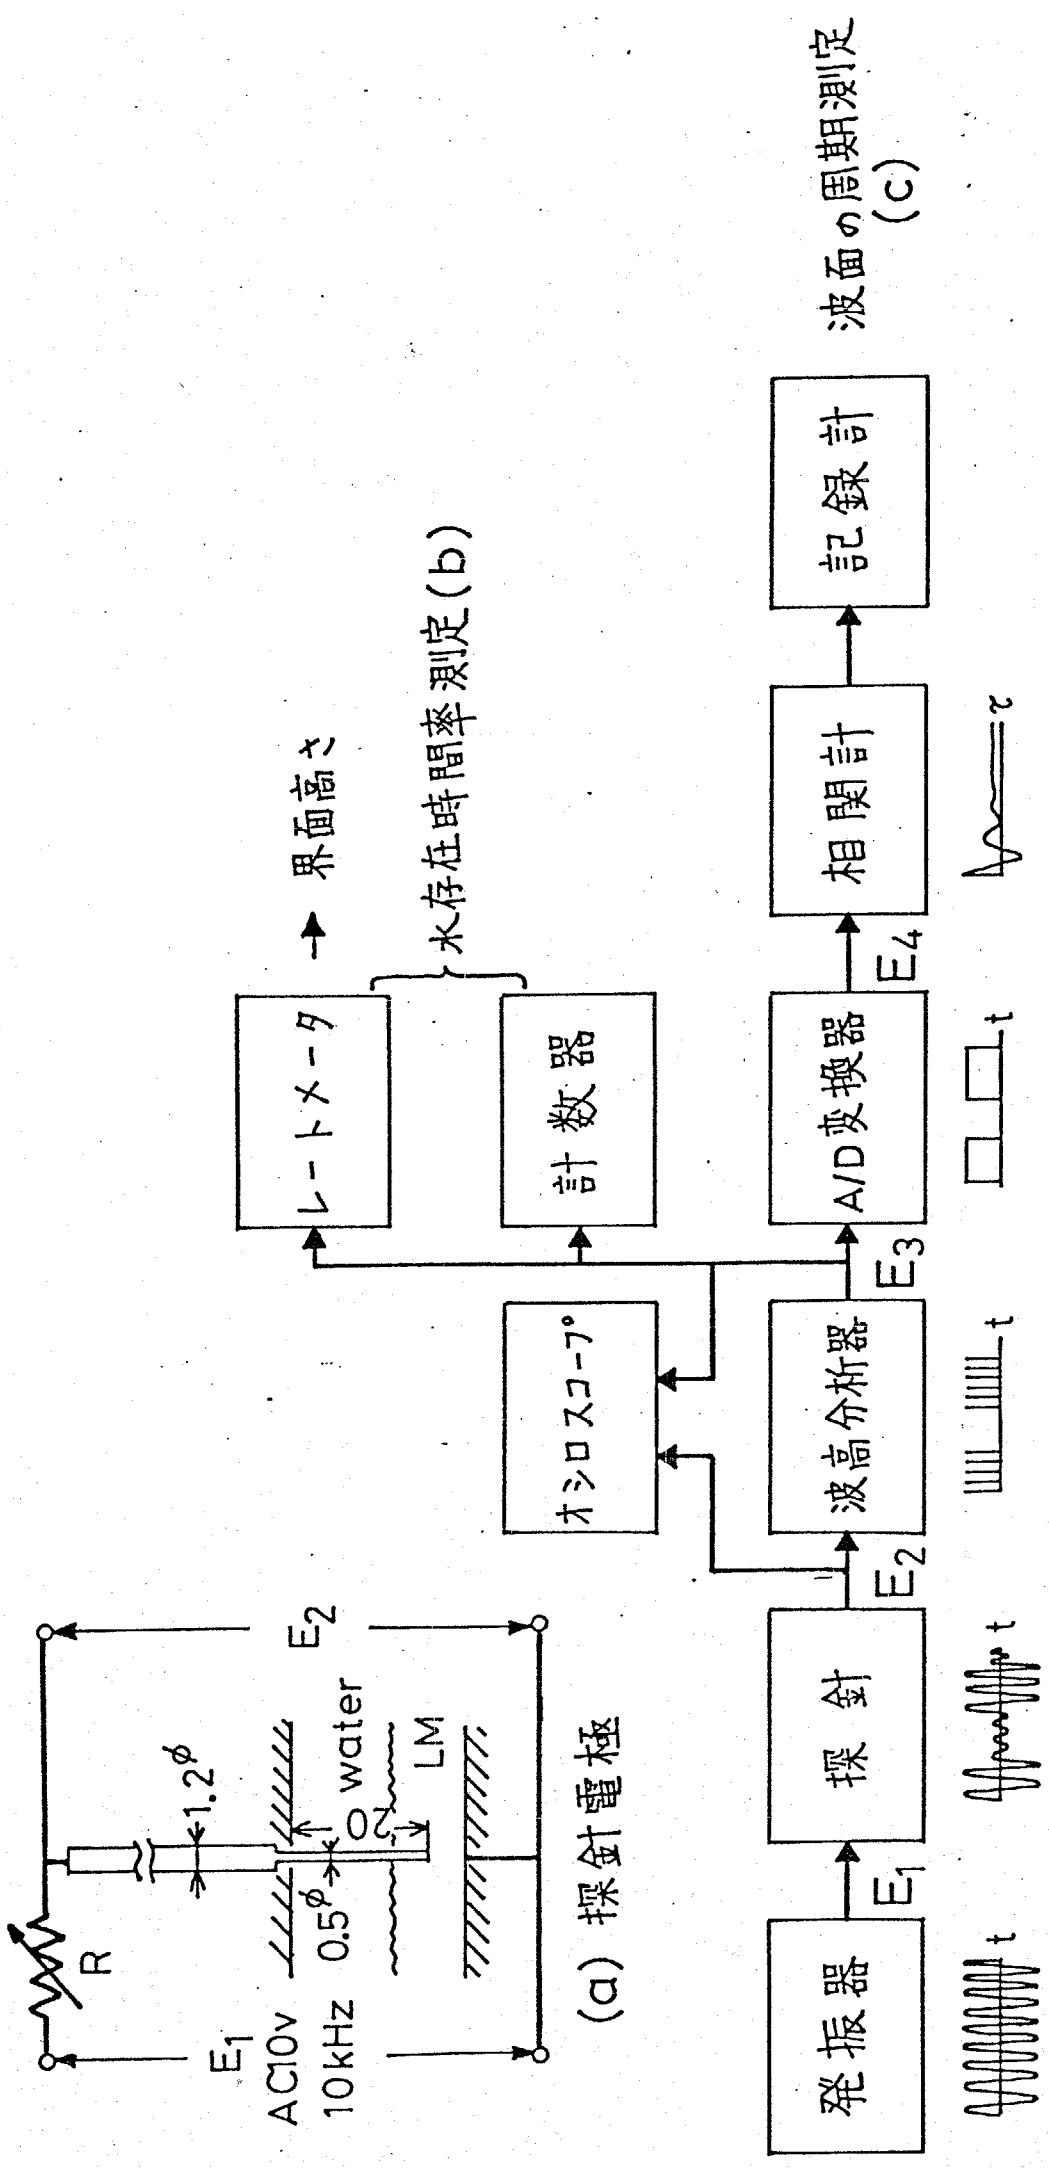 R
E1
AC10v
10kHz
1.2φ
0.5φ
20
water
LM
E2
(a) 探針電極
発振器
E1
探針
E2
波高分析器
E3
A/D変換器
E4
相関計
記録計
波面の周期測定
(c)
オシロスコープ
レートメータ
界面高さ
計数器
水存在時間率測定(b)
t
t
t
t
τ